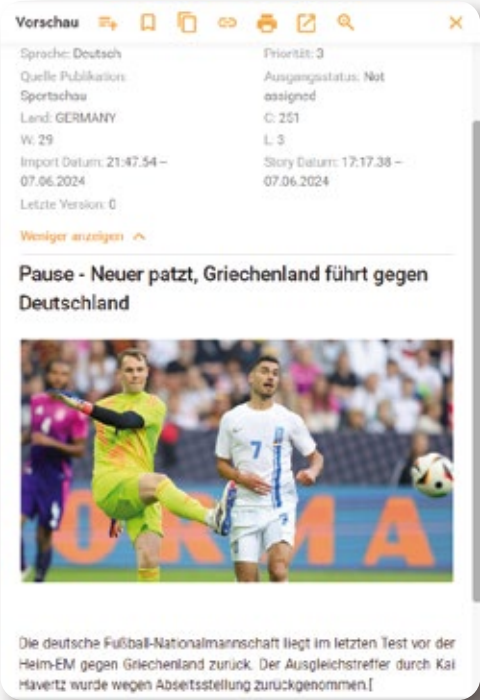 Vorschau
Sprache: Deutsch
Priorität: 3
Quelle Publikation:
Sportschau
Ausgangsstatus: Not
assigned
Land: GERMANY
C: 251
W: 29
L: 3
Import Datum: 21:47.54 –
07.06.2024
Story Datum: 17:17.38 –
07.06.2024
Letzte Version: 0
Weniger anzeigen
Pause - Neuer patzt, Griechenland führt gegen
Deutschland
7
7
ORMA
Die deutsche Fußball-Nationalmannschaft liegt im letzten Test vor der
Heim-EM gegen Griechenland zurück. Der Ausgleichstreffer durch Kai
Havertz wurde wegen Abseitsstellung zurückgenommen.[